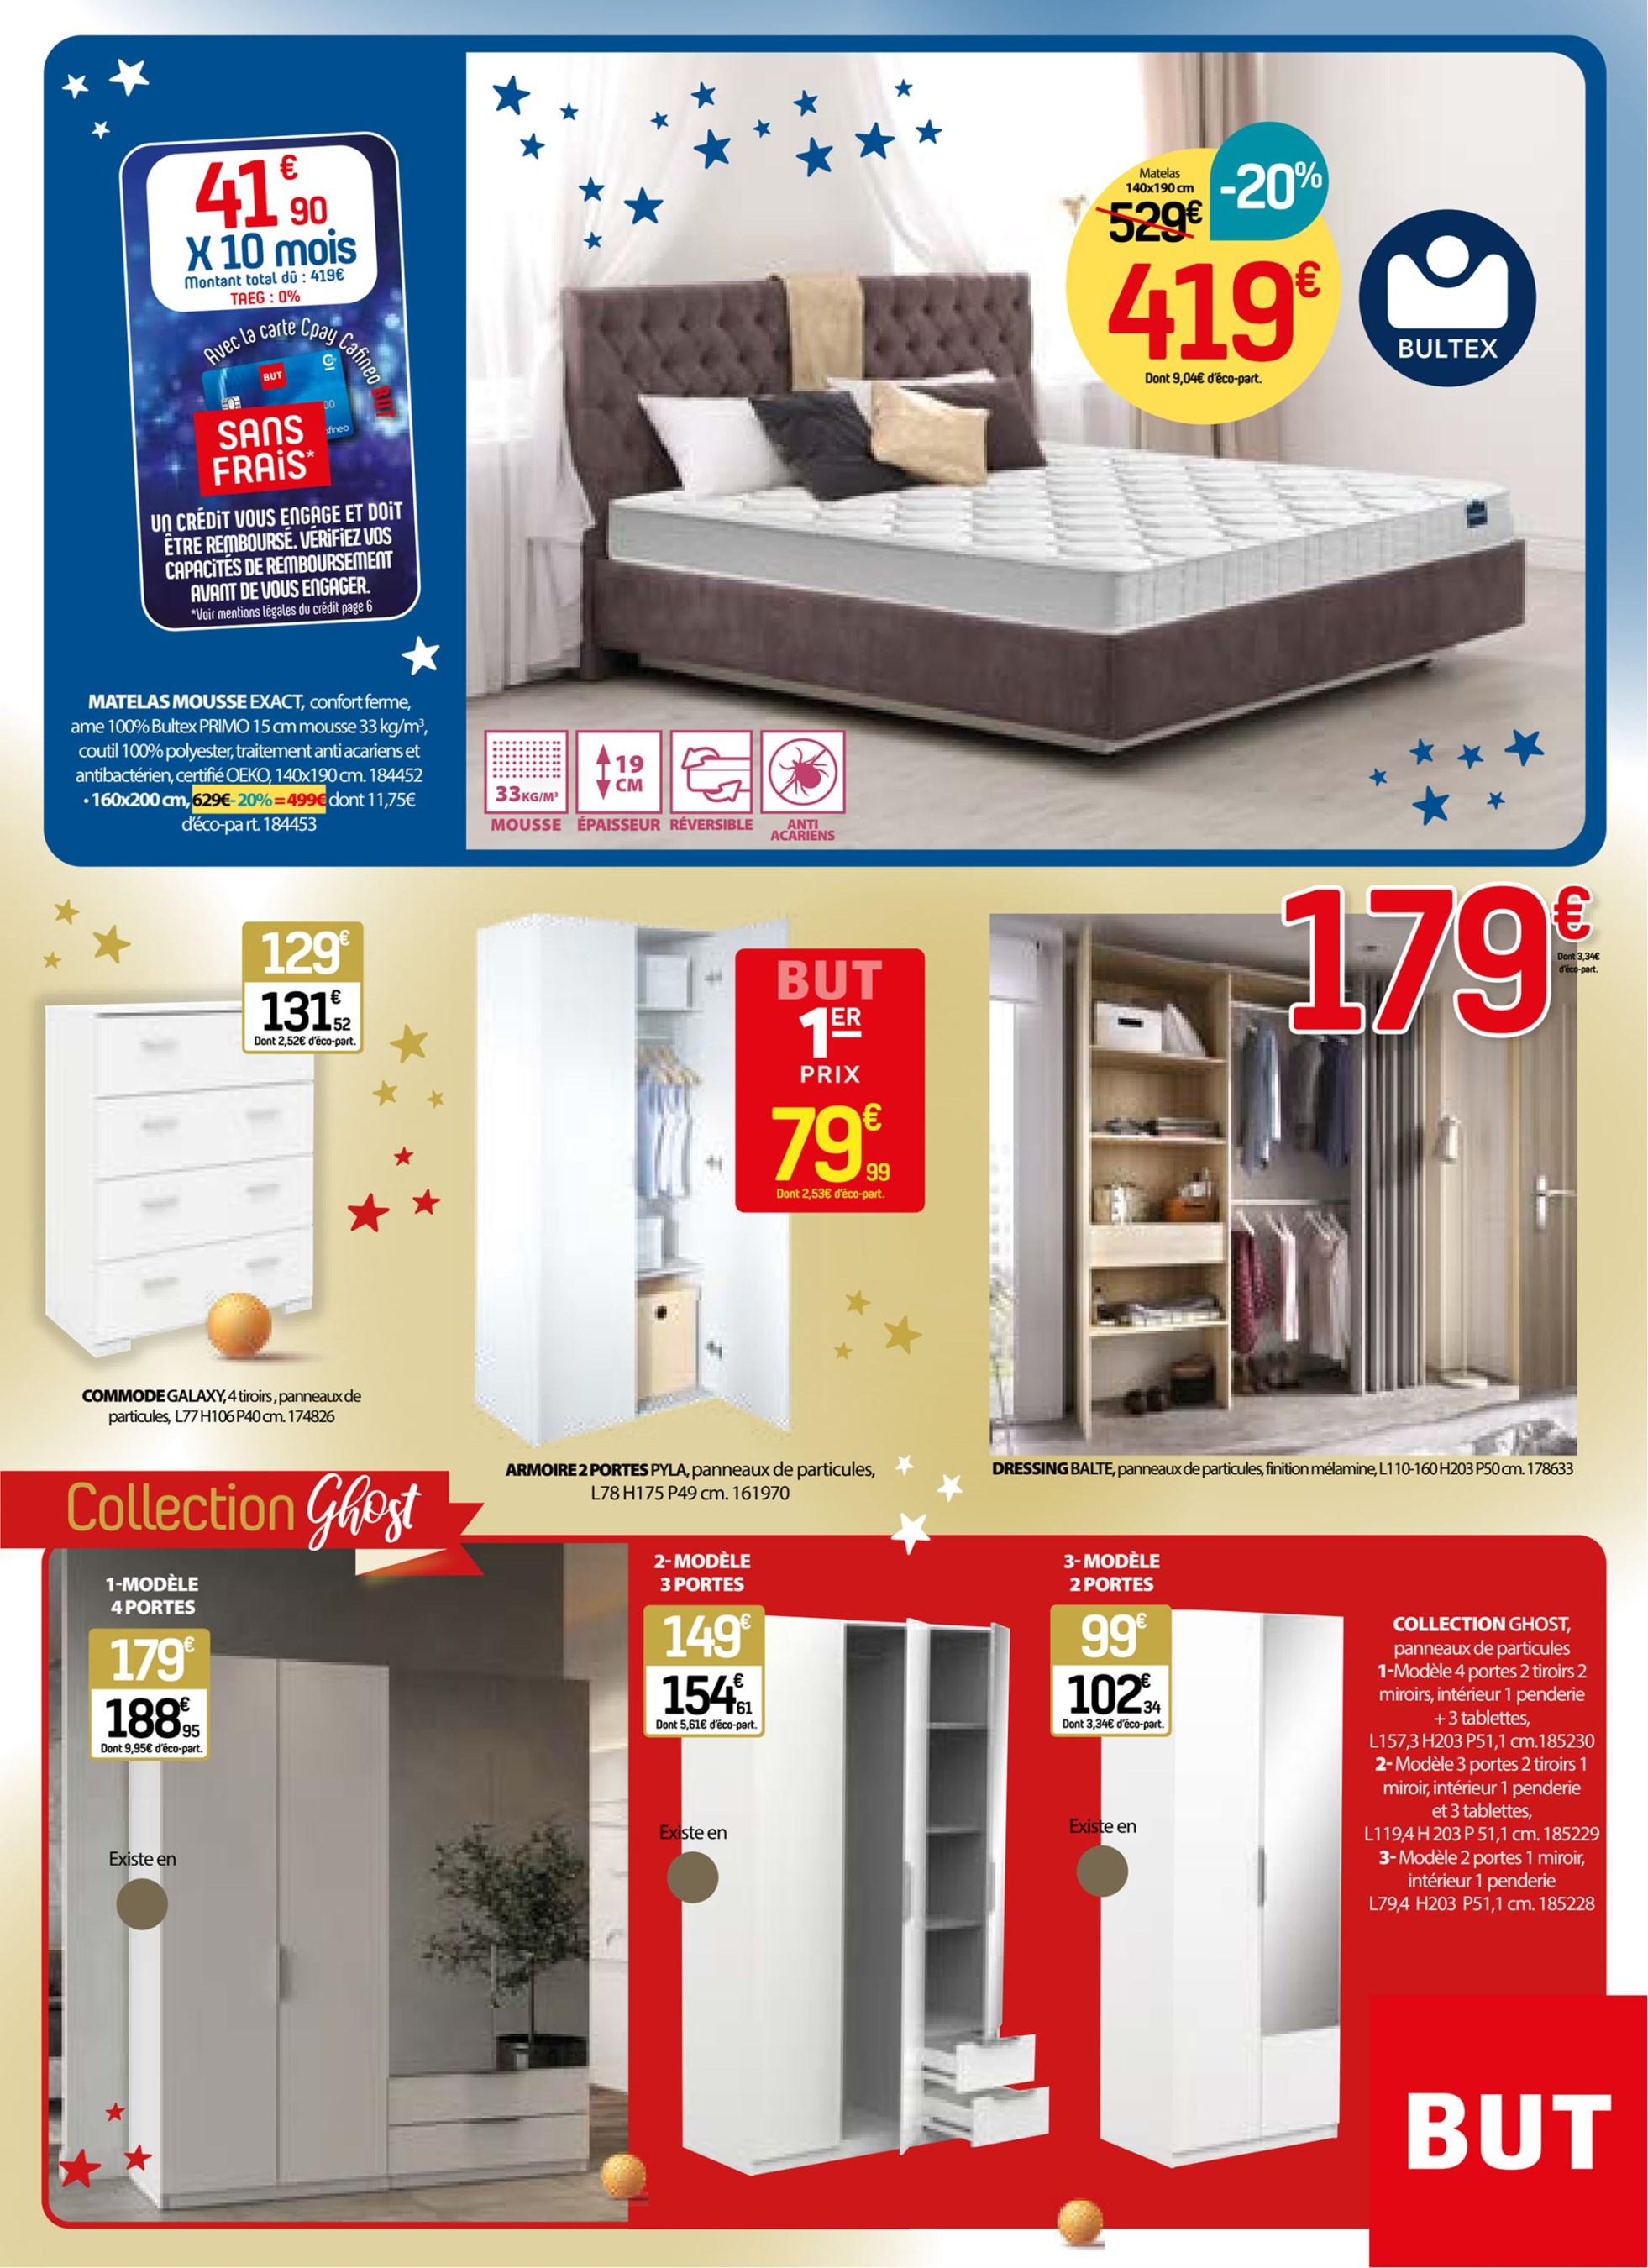 41€90
X 10 mois
Montant total dû : 419€
TAEG : 0%
Avec la carte Cpay Cafineo BUT
BUT
SANS
FRAIS*
UN CRÉDIT VOUS ENGAGE ET DOIT
ÊTRE REMBOURSÉ. VÉRIFIEZ VOS
CAPACITÉS DE REMBOURSEMENT
AVANT DE VOUS ENGAGER.
*Voir mentions légales du crédit page 6
MATELAS MOUSSE EXACT, confort ferme,
ame 100% Bultex PRIMO 15 cm mousse 33 kg/m³,
coutil 100% polyester, traitement anti acariens et
antibactérien, certifié OEKO, 140x190 cm. 184452
• 160x200 cm, 629€-20%=499€ dont 11,75€
d'éco-pa rt. 184453
Matelas
140x190 cm
529€
-20%
419€
Dont 9,04€ d'éco-part.
BULTEX
33KG/M³
MOUSSE
19
CM
ÉPAISSEUR
RÉVERSIBLE
ANTI
ACARIENS
129€
131€52
Dont 2,52€ d'éco-part.
COMMODE GALAXY, 4 tiroirs, panneaux de
particules, L77 H106 P40 cm. 174826
BUT
1ER
PRIX
79€99
Dont 2,53€ d'éco-part.
ARMOIRE 2 PORTES PYLA, panneaux de particules,
L78 H175 P49 cm. 161970
179€
Dont 3,34€
d'éco-part.
DRESSING BALTE, panneaux de particules, finition mélamine, L110-160 H203 P50 cm. 178633
Collection Ghost
1-MODÈLE
4 PORTES
179€
188€95
Dont 9,95€ d'éco-part.
Existe en
2- MODÈLE
3 PORTES
149€
154€61
Dont 5,61€ d'éco-part.
Existe en
3- MODÈLE
2 PORTES
99€
102€34
Dont 3,34€ d'éco-part.
Existe en
COLLECTION GHOST,
panneaux de particules
1-Modèle 4 portes 2 tiroirs 2
miroirs, intérieur 1 penderie
+ 3 tablettes,
L157,3 H203 P51,1 cm.185230
2- Modèle 3 portes 2 tiroirs 1
miroir, intérieur 1 penderie
et 3 tablettes,
L119,4 H 203 P 51,1 cm. 185229
3- Modèle 2 portes 1 miroir,
intérieur 1 penderie
L79,4 H203 P51,1 cm. 185228
BUT